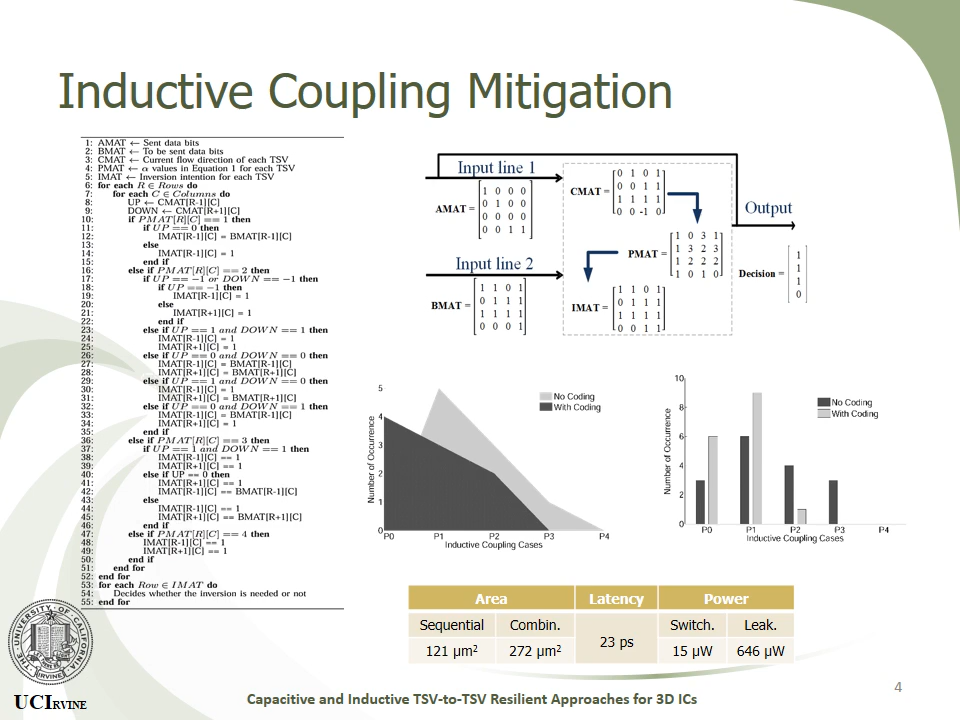 Inductive Coupling Mitigation
1: AMAT ← Sent data bits
2: BMAT ← To be sent data bits
3: CMAT ← Current flow direction of each TSV
4: PMAT ← α values in Equation 1 for each TSV
5: IMAT ← Inversion intention for each TSV
6: for each R ∈ Rows do
7: for each C ∈ Columns do
8: UP ← CMAT[R-1][C]
9: DOWN ← CMAT[R+1][C]
10: if PMAT[R][C] == 1 then
11: if UP == 0 then
12: IMAT[R-1][C] = BMAT[R-1][C]
13: else
14: IMAT[R-1][C] = 1
15: end if
16: else if PMAT[R][C] == 2 then
17: if UP == −1 or DOWN == −1 then
18: if UP == −1 then
19: IMAT[R-1][C] = 1
20: else
21: IMAT[R+1][C] = 1
22: end if
23: else if UP == 1 and DOWN == 1 then
24: IMAT[R-1][C] = 1
25: IMAT[R+1][C] = 1
26: else if UP == 0 and DOWN == 0 then
27: IMAT[R-1][C] = BMAT[R-1][C]
28: IMAT[R+1][C] = BMAT[R+1][C]
29: else if UP == 1 and DOWN == 0 then
30: IMAT[R-1][C] = 1
31: IMAT[R+1][C] = BMAT[R+1][C]
32: else if UP == 0 and DOWN == 1 then
33: IMAT[R-1][C] = BMAT[R-1][C]
34: IMAT[R+1][C] = 1
35: end if
36: else if PMAT[R][C] == 3 then
37: if UP == 1 and DOWN == 1 then
38: IMAT[R-1][C] == 1
39: IMAT[R+1][C] == 1
40: else if UP == 0 then
41: IMAT[R+1][C] == 1
42: IMAT[R-1][C] == BMAT[R-1][C]
43: else
44: IMAT[R-1][C] == 1
45: IMAT[R+1][C] == BMAT[R+1][C]
46: end if
47: else if PMAT[R][C] == 4 then
48: IMAT[R-1][C] == 1
49: IMAT[R+1][C] == 1
50: end if
51: end for
52: end for
53: for each Row ∈ IMAT do
54: Decides whether the inversion is needed or not
55: end for
Input line 1
AMAT =
1 0 0 0
0 1 0 0
0 0 0 0
0 0 1 1
Input line 2
BMAT =
1 1 0 1
0 1 1 1
1 1 1 1
0 0 0 1
CMAT =
0 1 0 1
0 0 1 1
1 1 1 1
0 0 -1 0
PMAT =
1 0 3 1
1 3 2 3
1 2 2 2
1 0 1 0
IMAT =
1 1 0 1
0 1 1 1
1 1 1 1
0 0 1 1
Output
Decision =
1
1
1
0
5
4
3
2
1
0
Number of Occurrence
No Coding
With Coding
P0 P1 P2 P3 P4
Inductive Coupling Cases
10
8
6
4
2
0
Number of Occurrence
No Coding
With Coding
P0 P1 P2 P3 P4
Inductive Coupling Cases
Area Latency Power
Sequential Combin. 23 ps Switch. Leak.
121 µm² 272 µm² 15 µW 646 µW
THE UNIVERSITY OF CALIFORNIA
IRVINE
UCIRVINE
Capacitive and Inductive TSV-to-TSV Resilient Approaches for 3D ICs
4